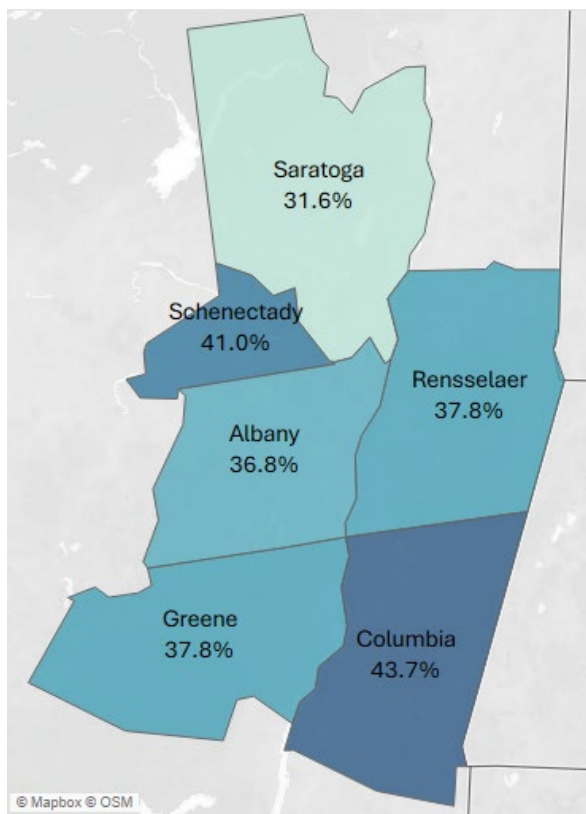 Saratoga
31.6%
Schenectady
41.0%
Rensselaer
37.8%
Albany
36.8%
Greene
37.8%
Columbia
43.7%
© Mapbox © OSM